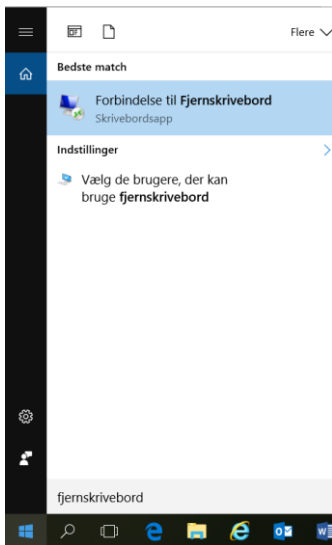 Flere
Bedste match
Forbindelse til Fjernskrivebord
Skrivebordsapp
Indstillinger
Vælg de brugere, der kan
bruge fjernskrivebord
fjernskrivebord